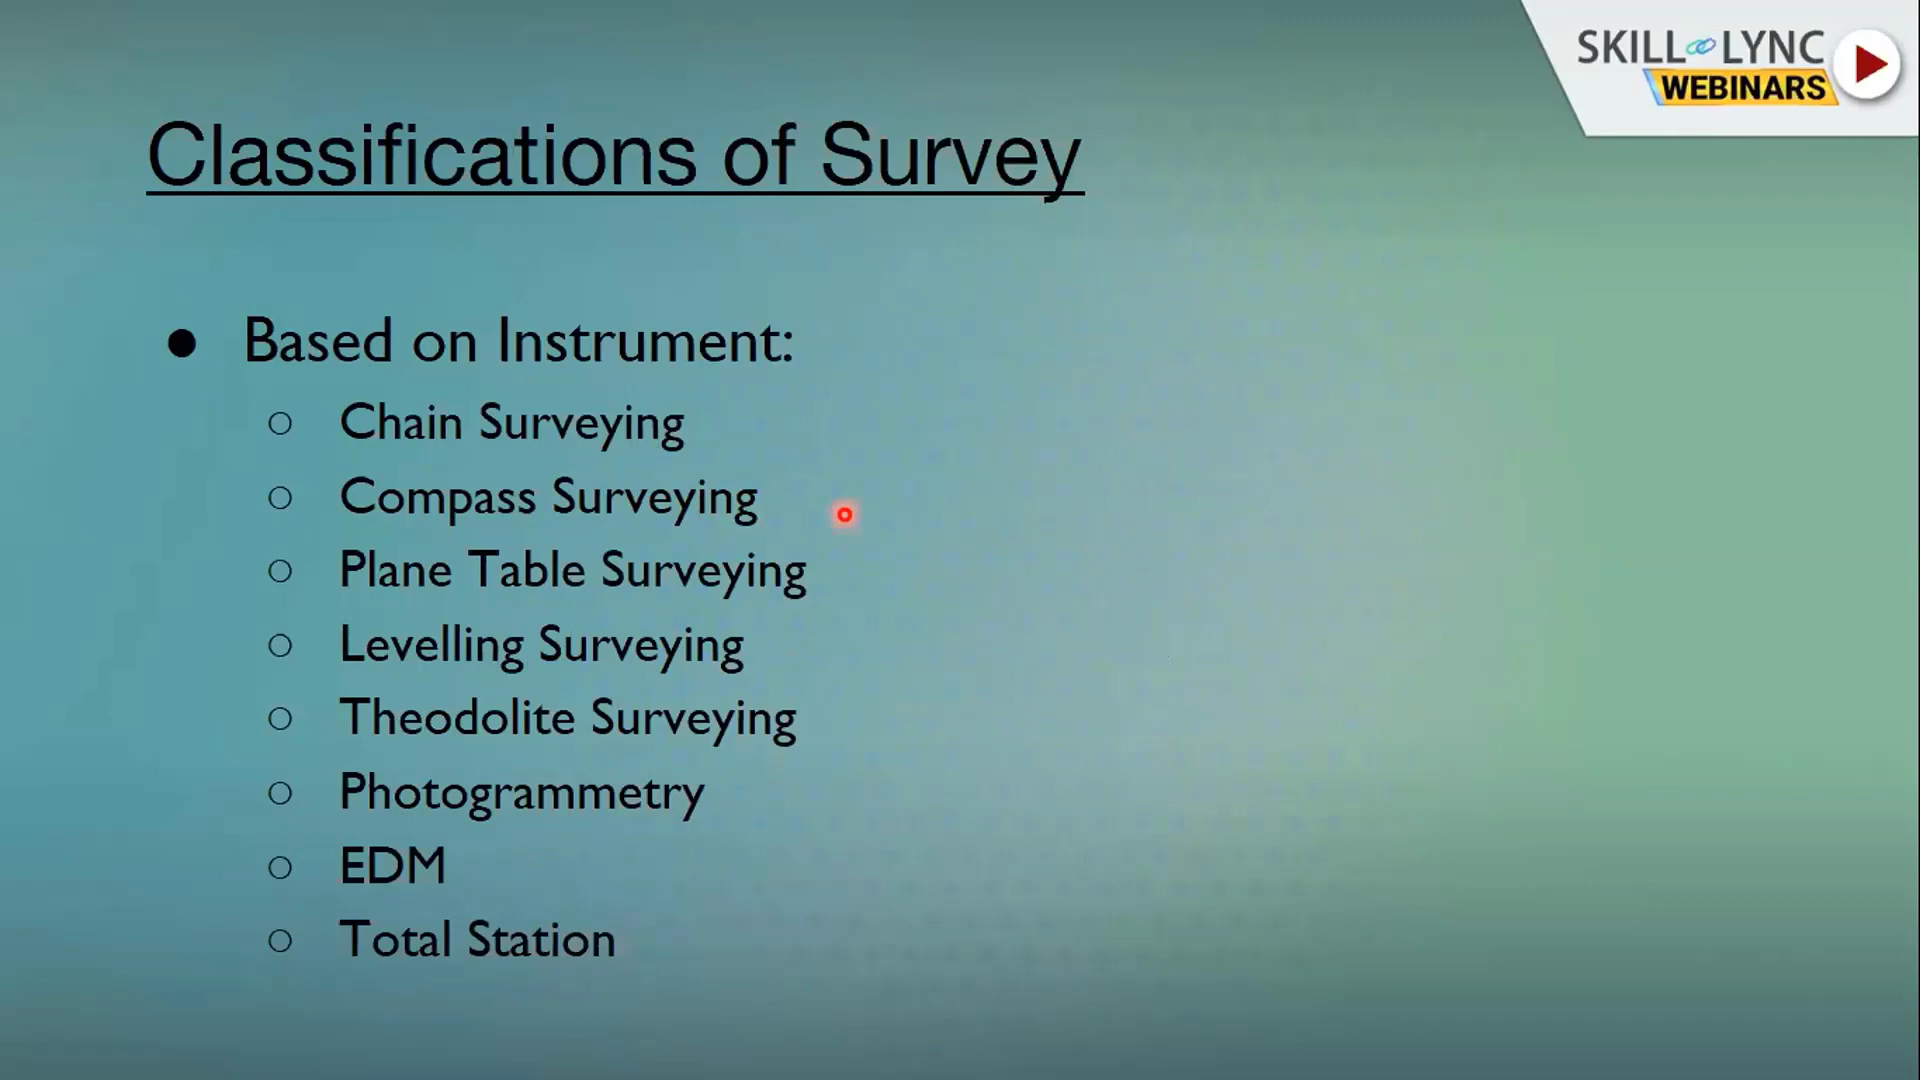 SKILL LYNC
WEBINARS
Classifications of Survey
● Based on Instrument:
○ Chain Surveying
○ Compass Surveying
○ Plane Table Surveying
○ Levelling Surveying
○ Theodolite Surveying
○ Photogrammetry
○ EDM
○ Total Station